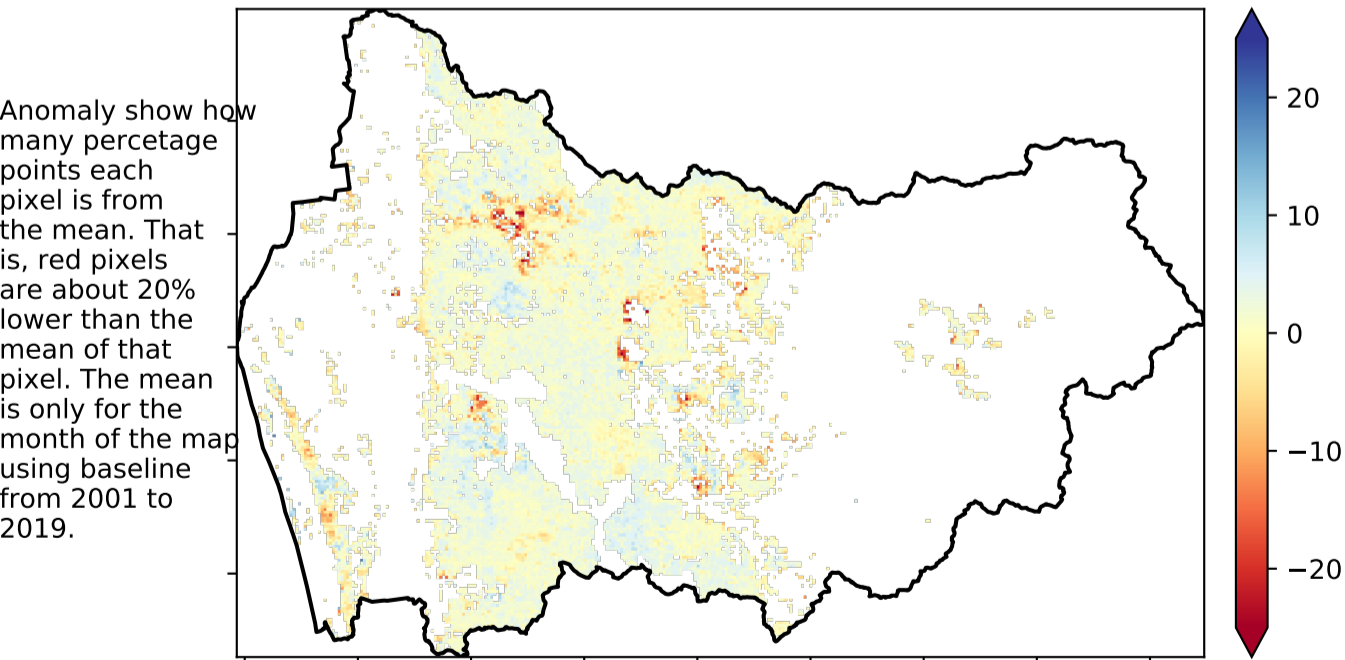 Anomaly show how
many percetage
points each
pixel is from
the mean. That
is, red pixels
are about 20%
lower than the
mean of that
pixel. The mean
is only for the
month of the map
using baseline
from 2001 to
2019.
20
10
0
−10
−20